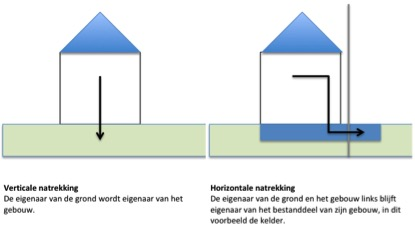 Verticale natrekking
De eigenaar van de grond wordt eigenaar van het
gebouw.
Horizontale natrekking
De eigenaar van de grond en het gebouw links blijft
eigenaar van het bestanddeel van zijn gebouw, in dit
voorbeeld de kelder.